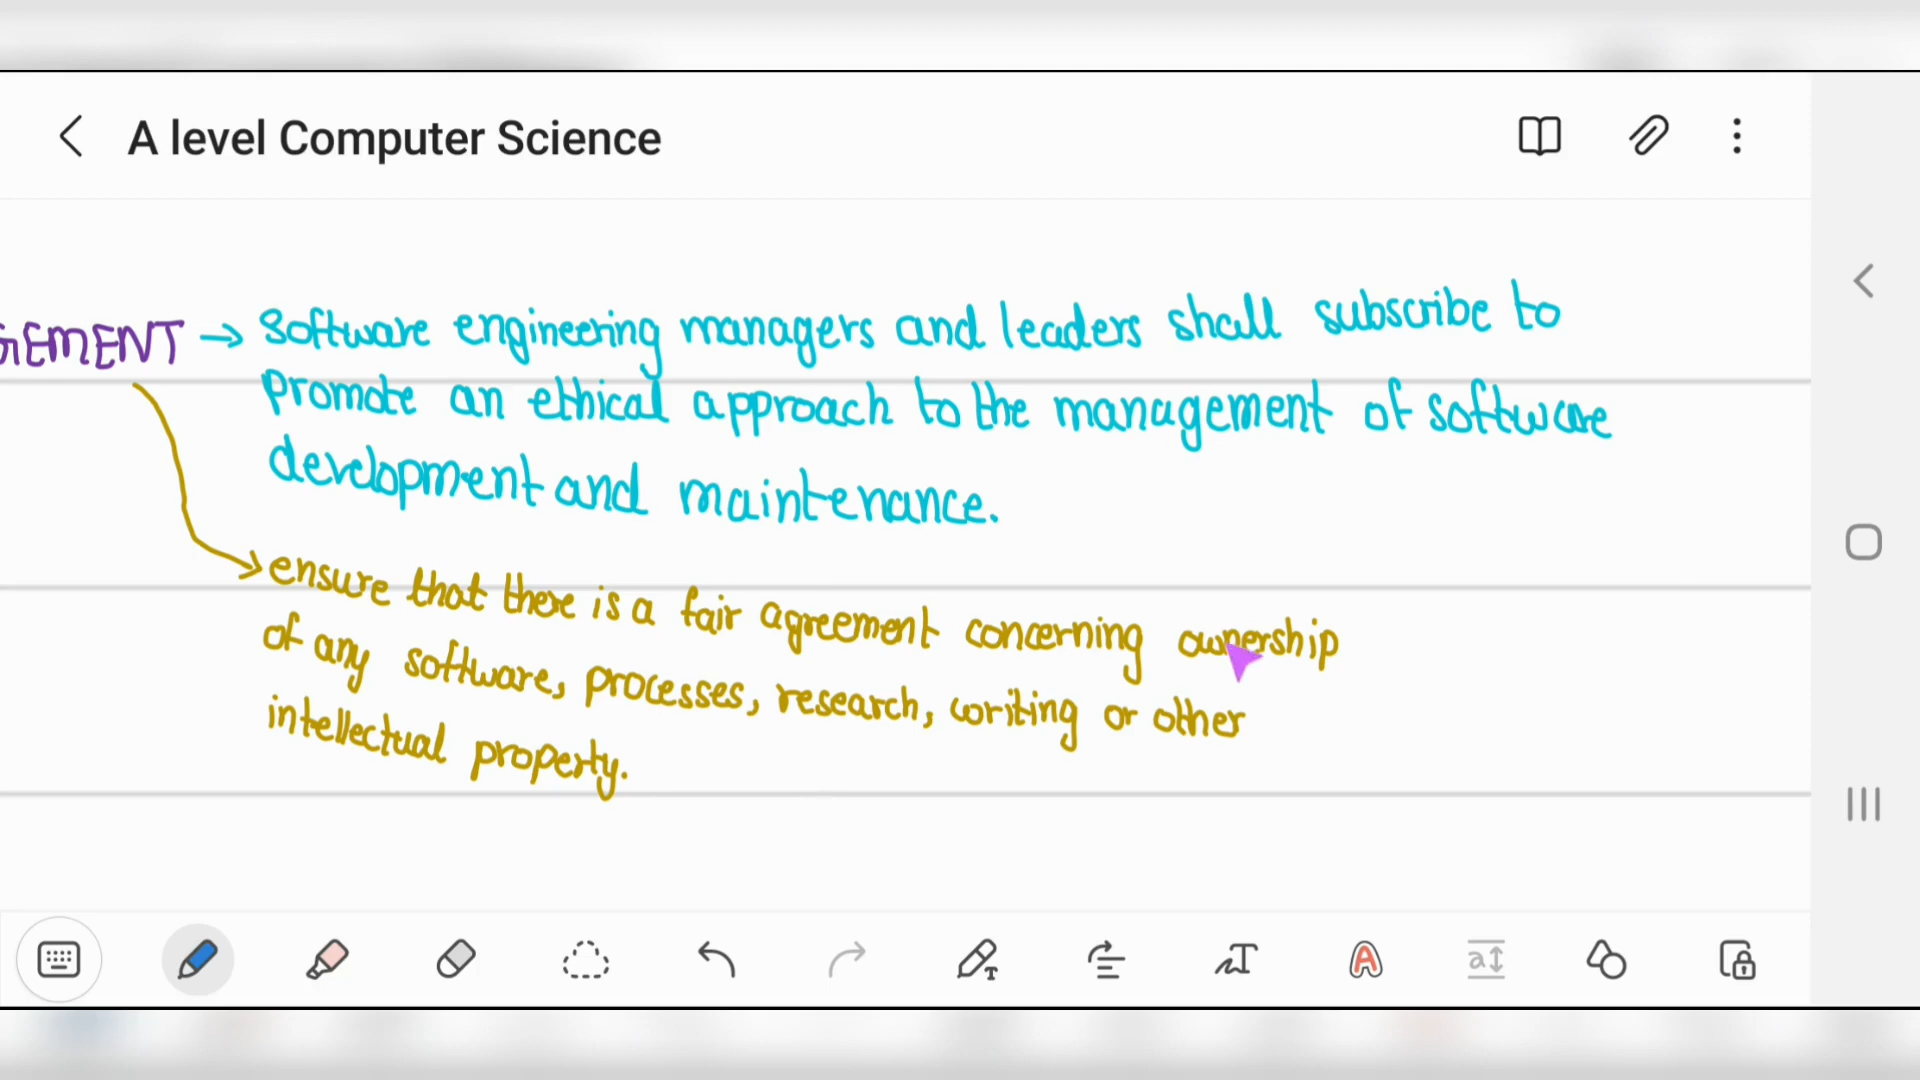 A level Computer Science
GEMENT → Software engineering managers and leaders shall subscribe to
promote an ethical approach to the management of software
development and maintenance.
ensure that there is a fair agreement concerning ownership
of any software, processes, research, writing or other
intellectual property.